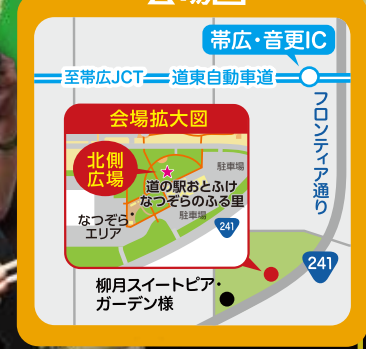 会場図
帯広・音更IC
至帯広JCT
道東自動車道
フロンティア通り
会場拡大図
北側
広場
駐車場
道の駅おとふけ
なつぞらのふる里
駐車場
なつぞら
エリア
241
241
柳月スイートピア・
ガーデン様